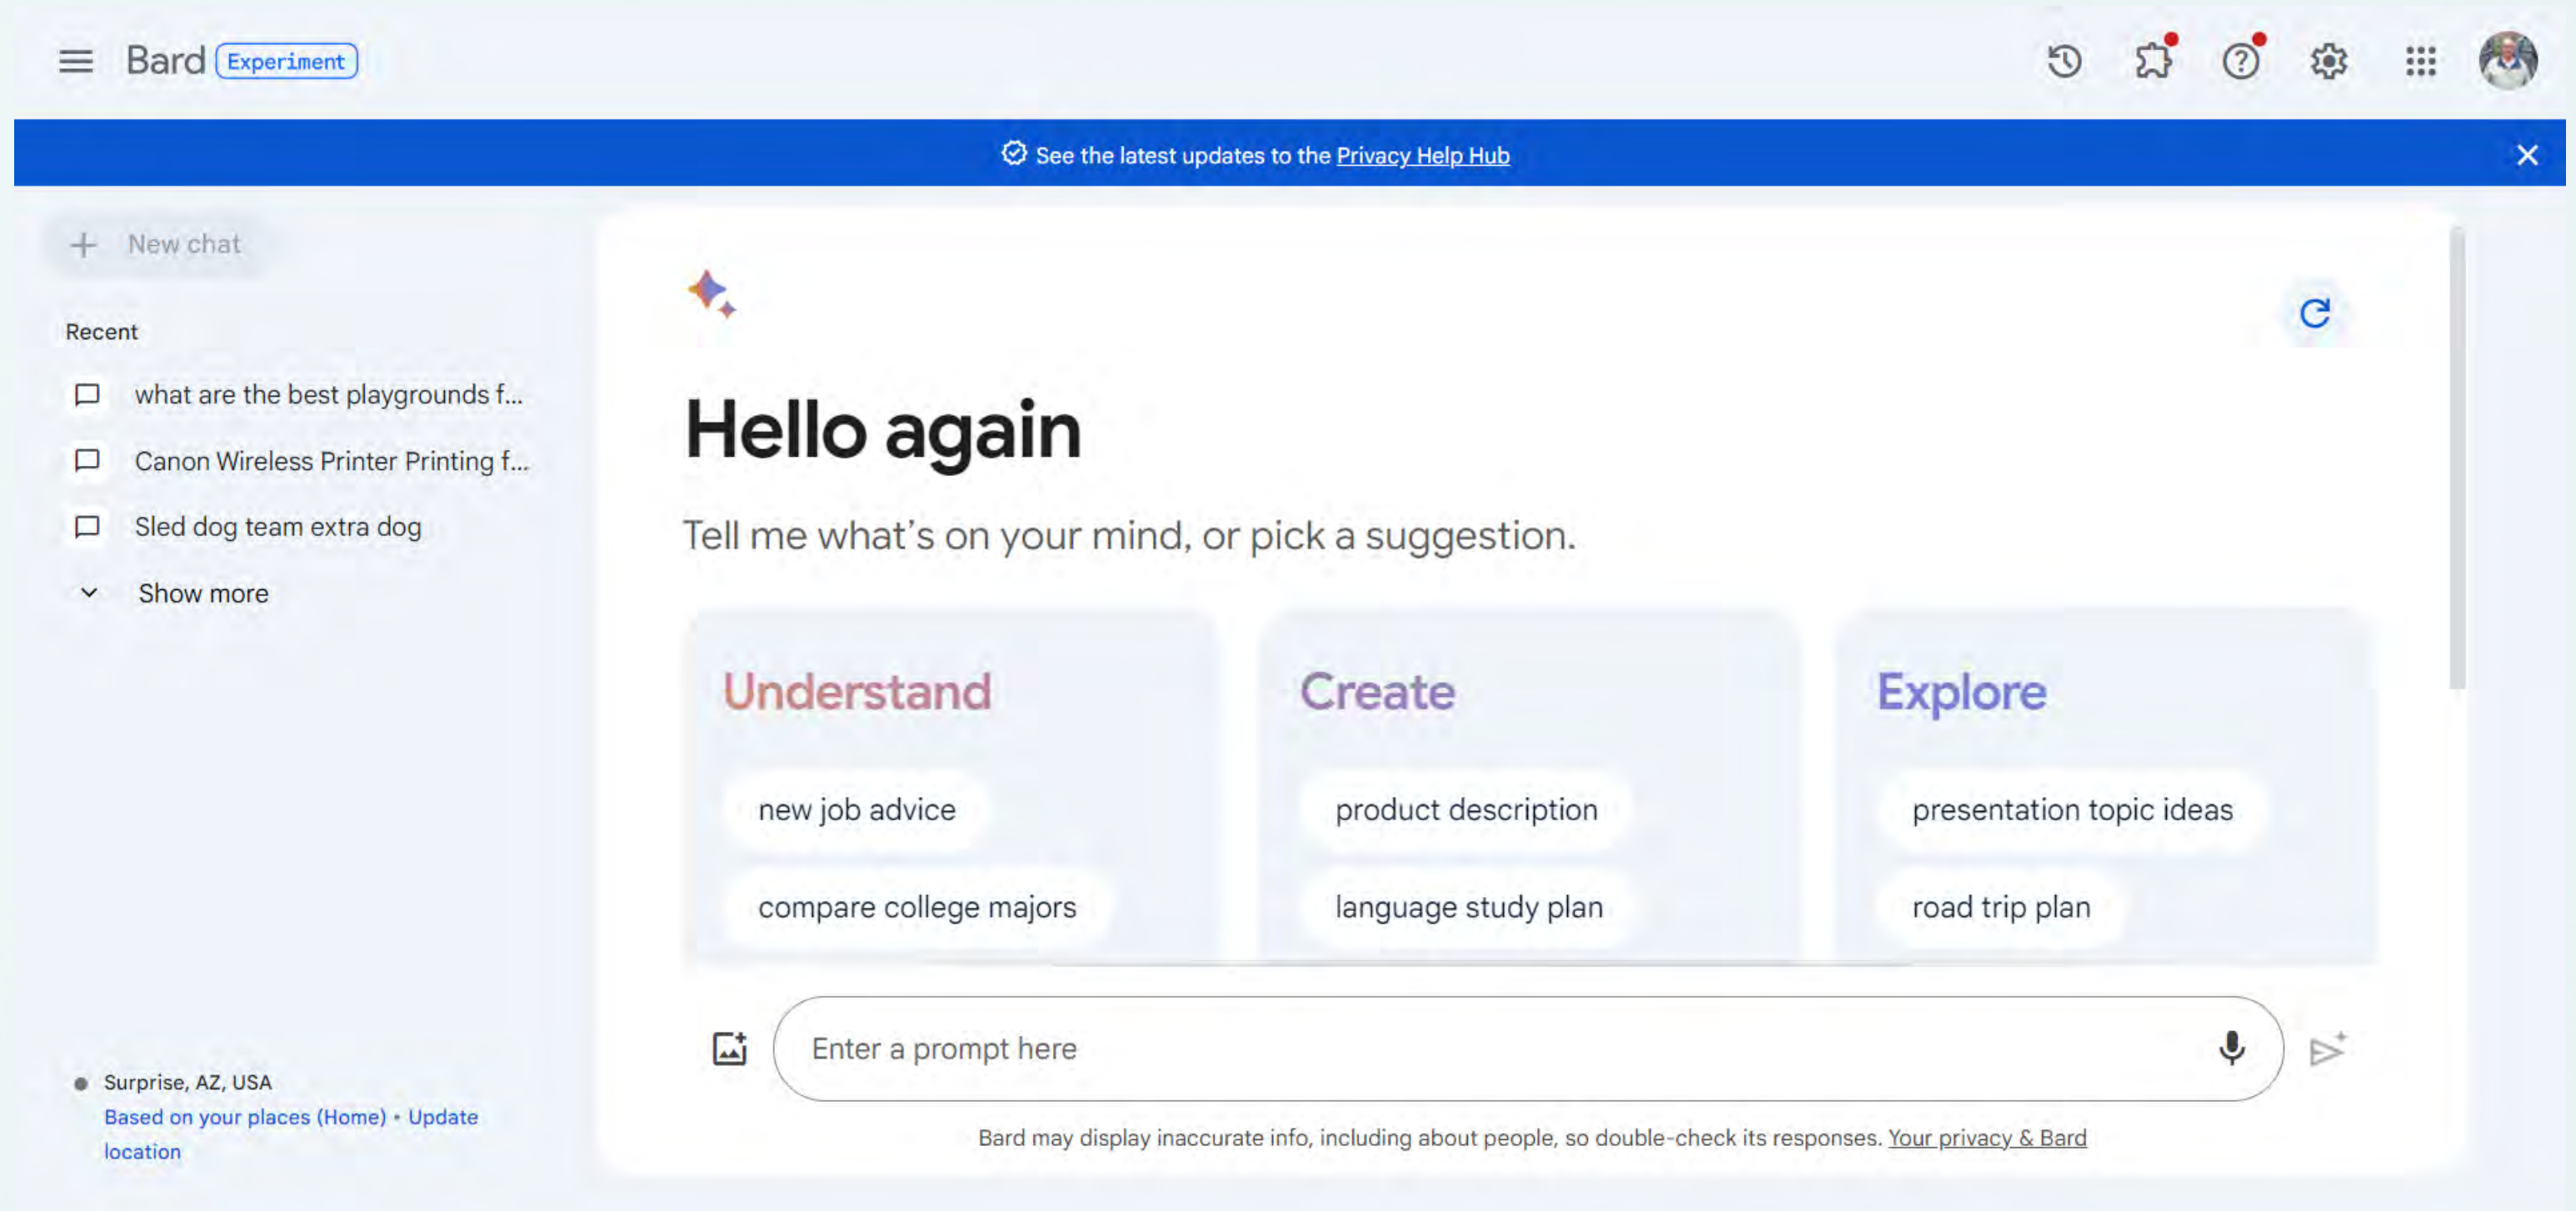 Bard Experiment
See the latest updates to the Privacy Help Hub
New chat
Recent
what are the best playgrounds f...
Canon Wireless Printer Printing f...
Sled dog team extra dog
Show more
Surprise, AZ, USA
Based on your places (Home) • Update
location
Hello again
Tell me what's on your mind, or pick a suggestion.
Understand
new job advice
compare college majors
Create
product description
language study plan
Explore
presentation topic ideas
road trip plan
Enter a prompt here
Bard may display inaccurate info, including about people, so double-check its responses. Your privacy & Bard